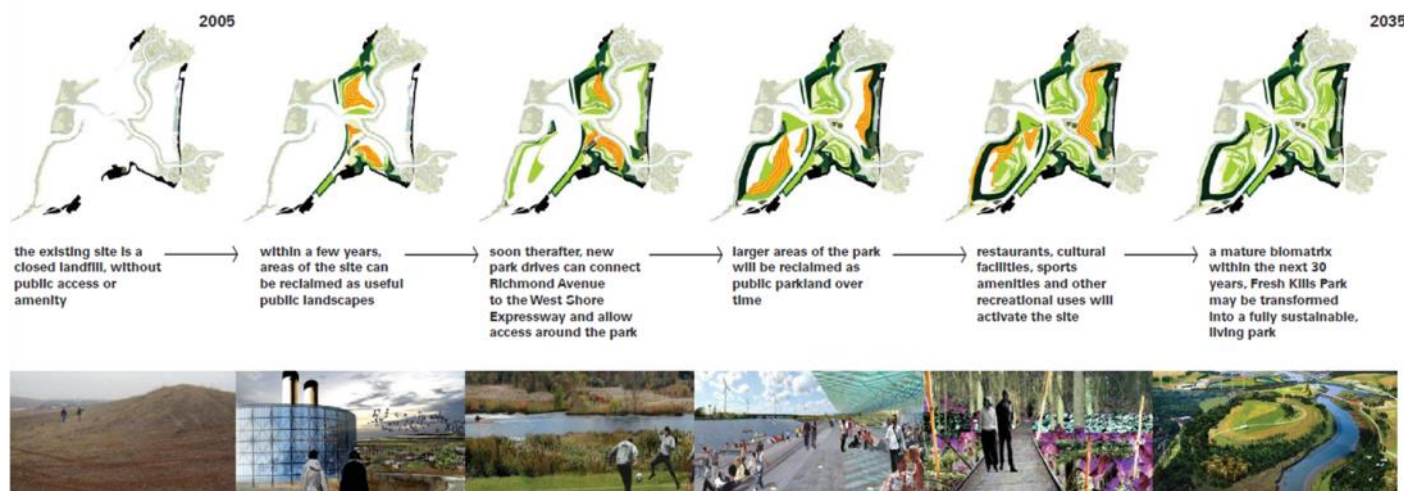 2005
2035
the existing site is a
closed landfill, without
public access or
amenity
within a few years,
areas of the site can
be reclaimed as useful
public landscapes
soon therafter, new
park drives can connect
Richmond Avenue
to the West Shore
Expressway and allow
access around the park
larger areas of the park
will be reclaimed as
public parkland over
time
restaurants, cultural
facilities, sports
amenities and other
recreational uses will
activate the site
a mature biomatrix
within the next 30
years, Fresh Kills Park
may be transformed
into a fully sustainable,
living park